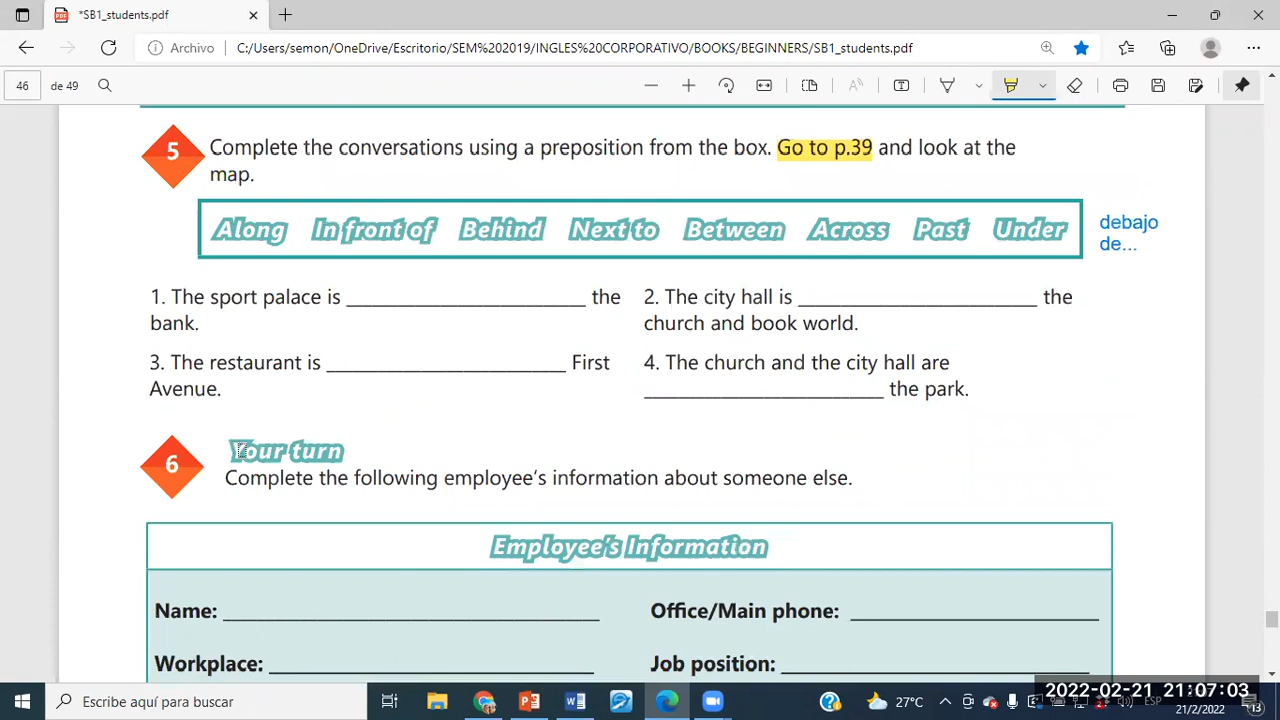 *SB1_students.pdf
Archivo C:/Users/semon/OneDrive/Escritorio/SEM%202019/INGLES%20CORPORATIVO/BOOKS/BEGINNERS/SB1_students.pdf
46 de 49
5 Complete the conversations using a preposition from the box. Go to p.39 and look at the
map.
Along In front of Behind Next to Between Across Past Under
debajo
de...
1. The sport palace is ________________________ the
bank.
2. The city hall is ________________________ the
church and book world.
3. The restaurant is ________________________ First
Avenue.
4. The church and the city hall are
________________________ the park.
6 Your turn
Complete the following employee's information about someone else.
Employee's Information
Name: ________________________ Office/Main phone: ________________________
Workplace: ________________________ Job position: ________________________
Escribe aquí para buscar
27°C
ESP
2022-02-21 21:07:03
21/2/2022